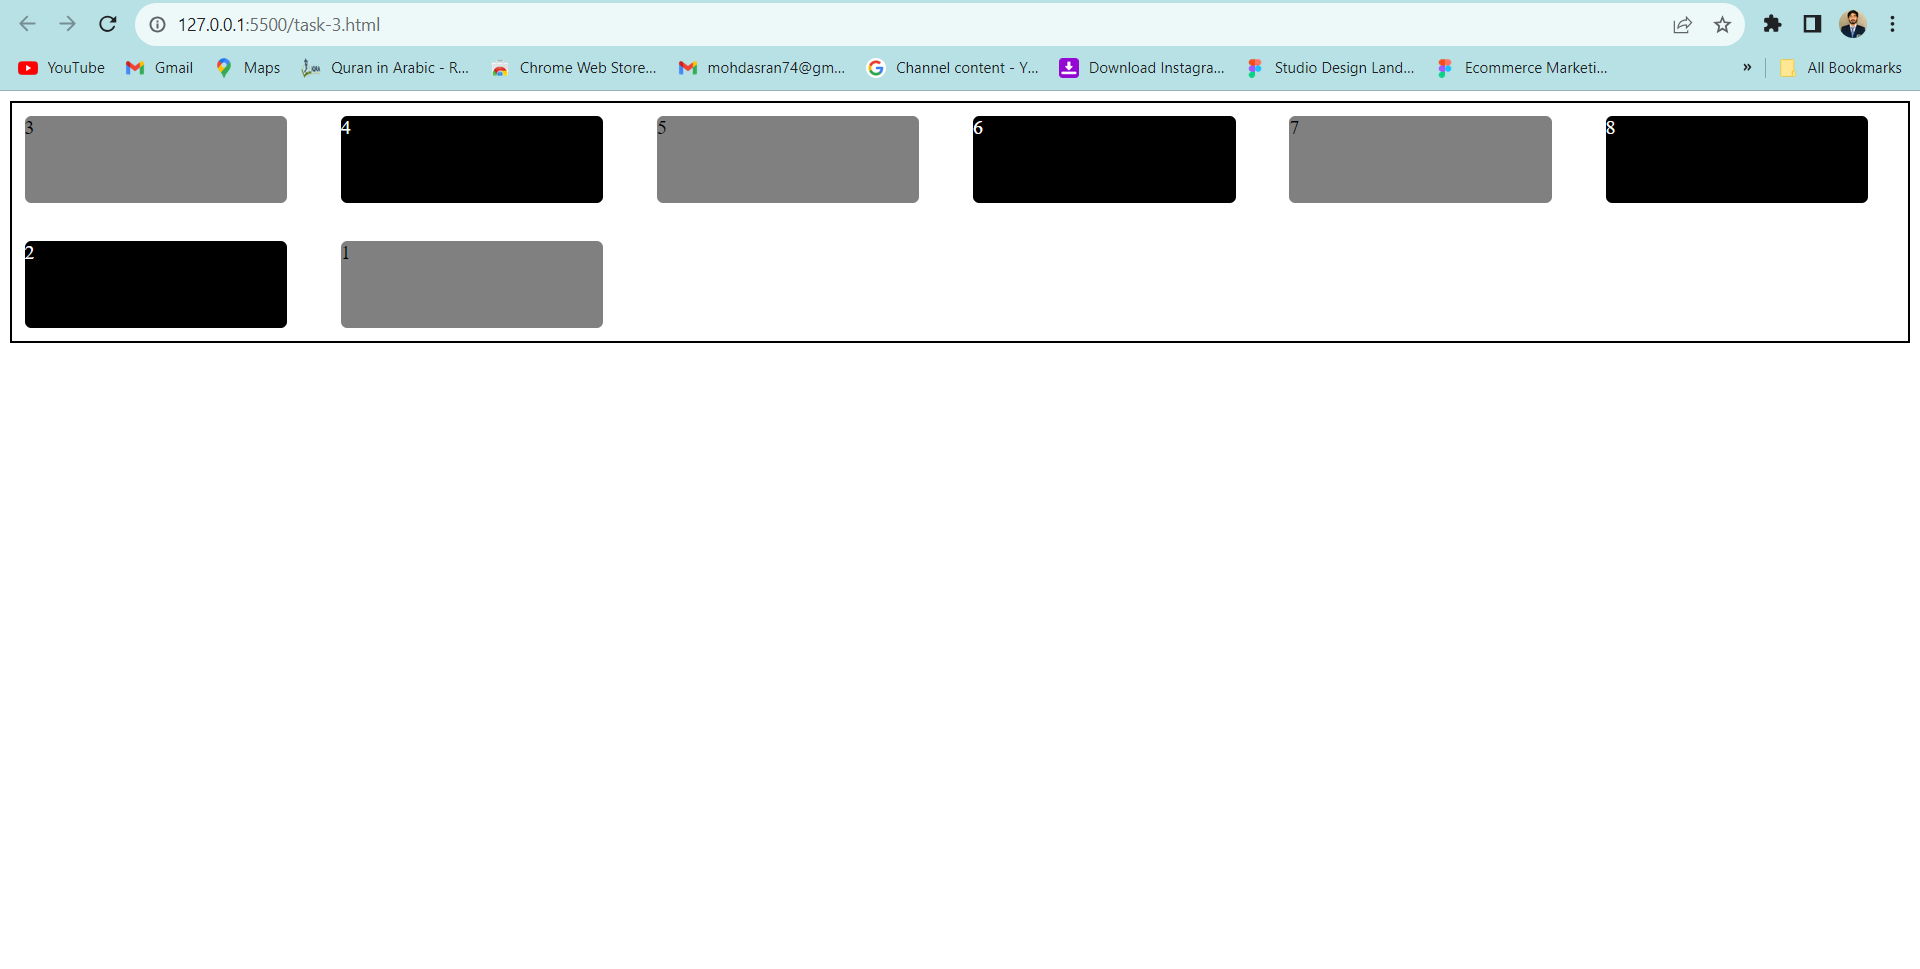 127.0.0.1:5500/task-3.html
YouTube Gmail Maps Quran in Arabic - R... Chrome Web Store... mohdasran74@gm... Channel content - Y... Download Instagra... Studio Design Land... Ecommerce Marketi... » All Bookmarks
3 4 5 6 7 8
2 1